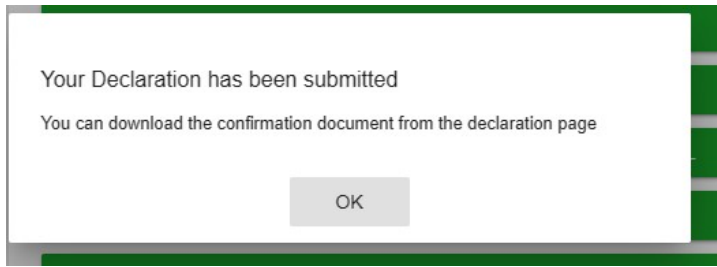 Your Declaration has been submitted
You can download the confirmation document from the declaration page
OK